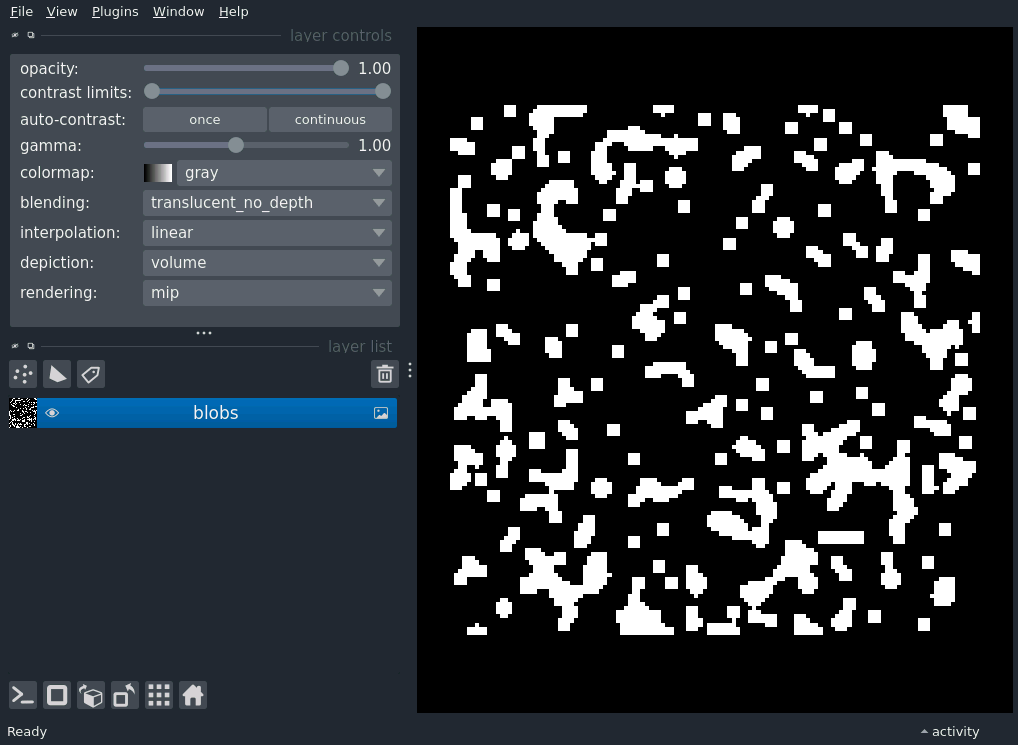 File View Plugins Window Help
layer controls
opacity: 1.00
contrast limits:
auto-contrast: once continuous
gamma: 1.00
colormap: gray
blending: translucent_no_depth
interpolation: linear
depiction: volume
rendering: mip
layer list
blobs
Ready activity